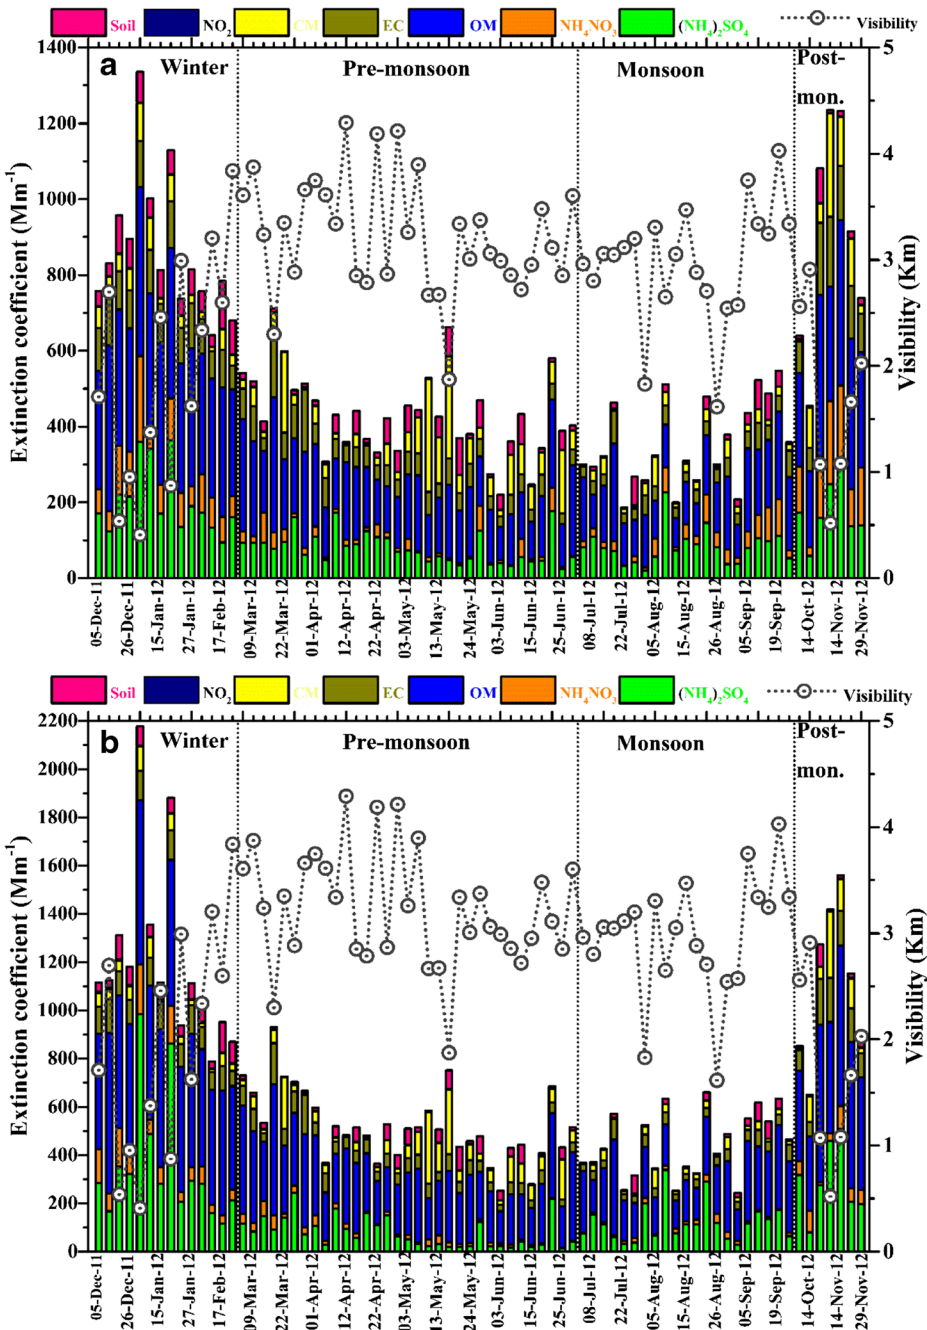 Soil NO2 CM EC OM NH4NO3 (NH4)2SO4 Visibility
a Winter Pre-monsoon Monsoon Post-
mon.
Extinction coefficient (Mm-1)
1400
1200
1000
800
600
400
200
0
Visibility (Km)
5
4
3
2
1
0
05-Dec-11
26-Dec-11
15-Jan-12
27-Jan-12
17-Feb-12
09-Mar-12
22-Mar-12
01-Apr-12
12-Apr-12
22-Apr-12
03-May-12
13-May-12
24-May-12
03-Jun-12
15-Jun-12
25-Jun-12
08-Jul-12
22-Jul-12
05-Aug-12
15-Aug-12
26-Aug-12
05-Sep-12
19-Sep-12
14-Oct-12
14-Nov-12
29-Nov-12
Soil NO2 CM EC OM NH4NO3 (NH4)2SO4 Visibility
b Winter Pre-monsoon Monsoon Post-
mon.
Extinction coefficient (Mm-1)
2200
2000
1800
1600
1400
1200
1000
800
600
400
200
0
Visibility (Km)
5
4
3
2
1
0
05-Dec-11
26-Dec-11
15-Jan-12
27-Jan-12
17-Feb-12
09-Mar-12
22-Mar-12
01-Apr-12
12-Apr-12
22-Apr-12
03-May-12
13-May-12
24-May-12
03-Jun-12
15-Jun-12
25-Jun-12
08-Jul-12
22-Jul-12
05-Aug-12
15-Aug-12
26-Aug-12
05-Sep-12
19-Sep-12
14-Oct-12
14-Nov-12
29-Nov-12